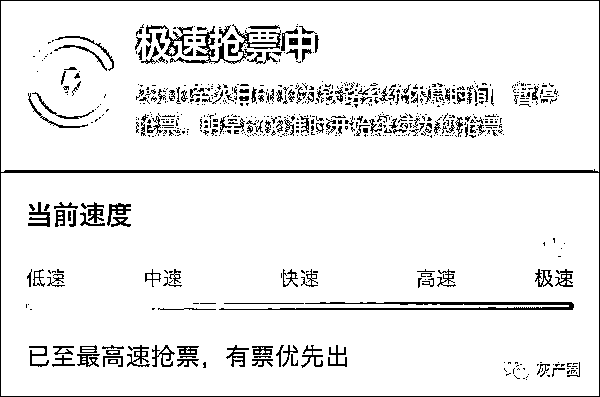 极速抢票中
23:00至次日6:00为铁路系统休息时间，暂停
抢票，明早6:00准时开始继续为您抢票
当前速度
低速 中速 快速 高速 极速
已至最高速抢票，有票优先出
灰产圈